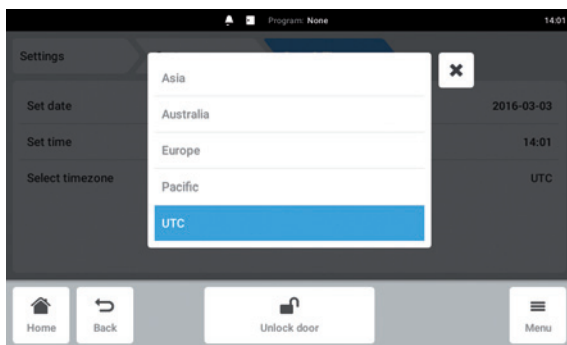 Program: None
14:01
Settings
Asia
Set date
2016-03-03
Australia
Set time
14:01
Europe
Select timezone
UTC
Pacific
UTC
Home
Back
Unlock door
Menu